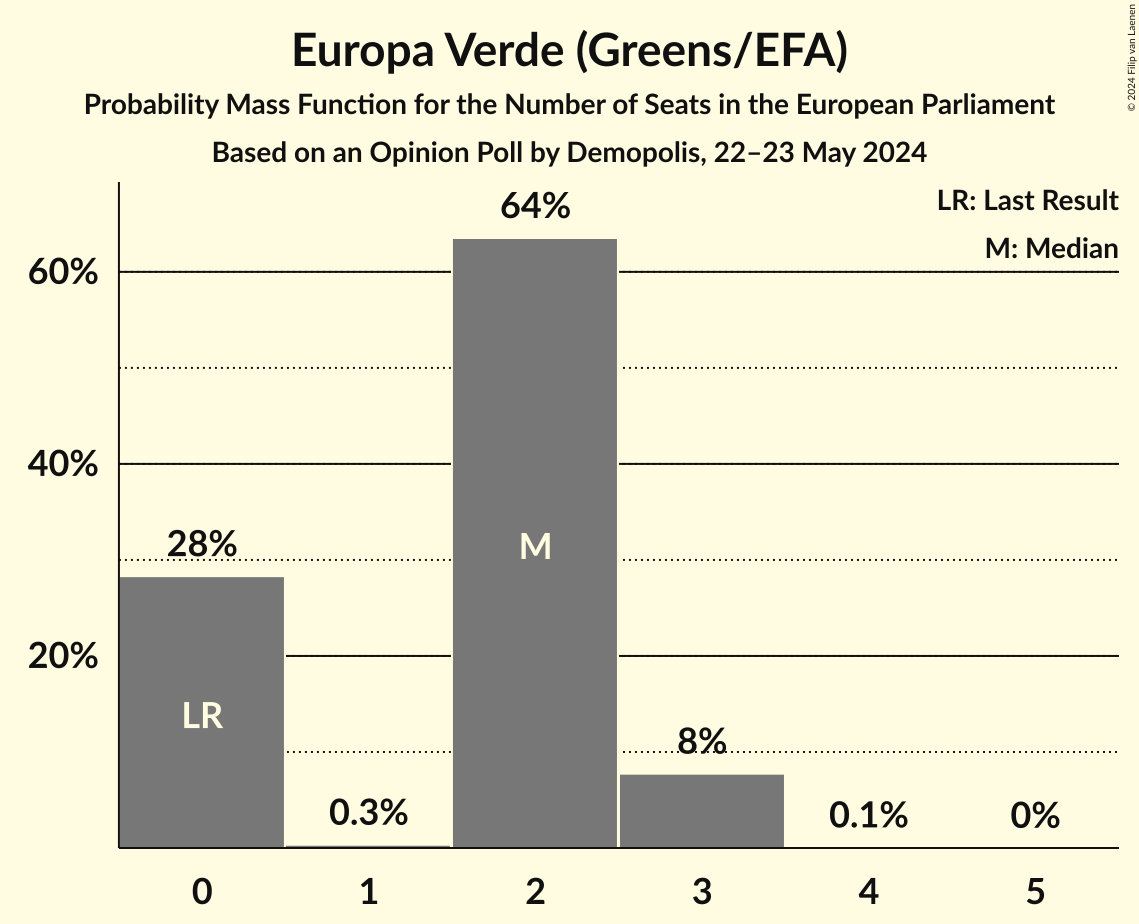 Europa Verde (Greens/EFA)
Probability Mass Function for the Number of Seats in the European Parliament
Based on an Opinion Poll by Demopolis, 22–23 May 2024
© 2024 Filip van Laenen
LR: Last Result
M: Median
64%
60%
40%
28%
M
20%
LR
8%
0.3%
0.1%
0%
0 1 2 3 4 5